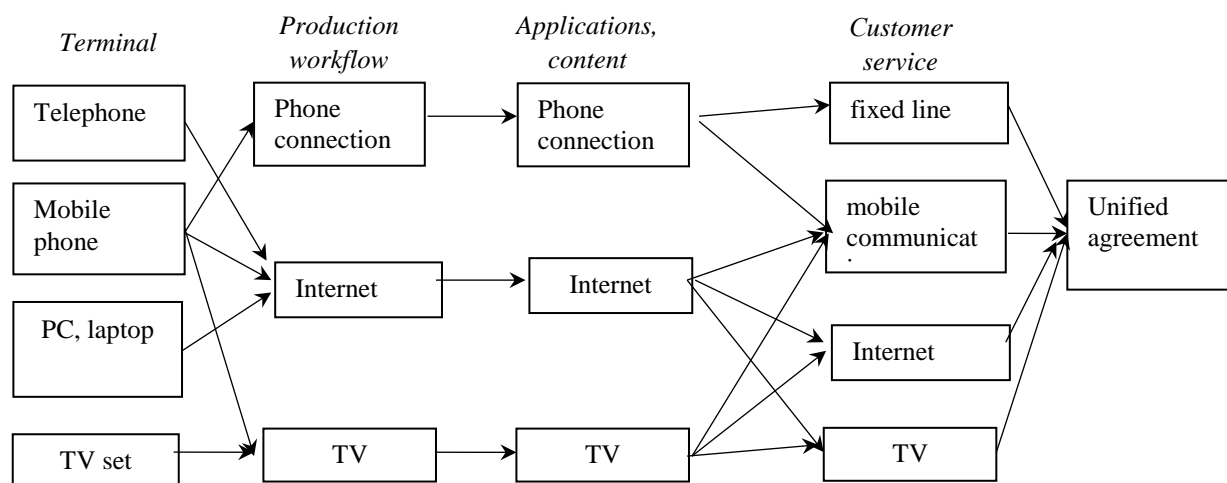 Terminal
Production
workflow
Applications,
content
Customer
service
Telephone
Phone
connection
Phone
connection
fixed line
Mobile
phone
mobile
communicat
Unified
agreement
Internet
Internet
PC, laptop
Internet
TV set
TV
TV
TV